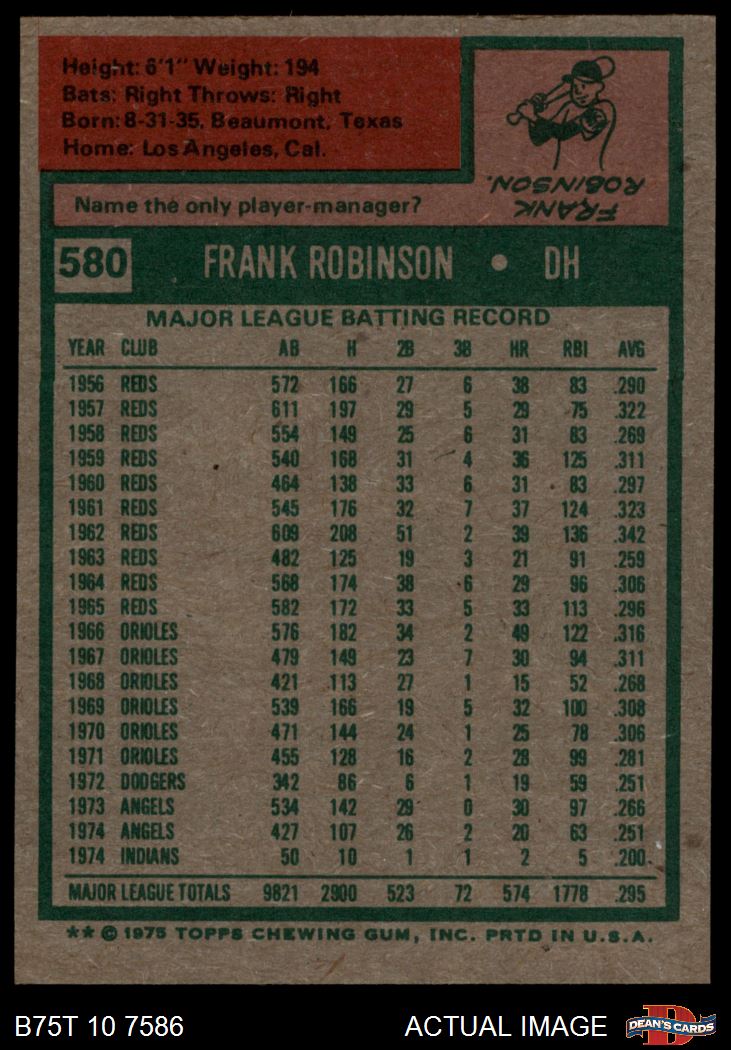 Height: 6'1" Weight: 194
Bats: Right Throws: Right
Born: 8-31-35, Beaumont, Texas
Home: Los Angeles, Cal.
Name the only player-manager?
FRANK
ROBINSON.
580 FRANK ROBINSON • DH
MAJOR LEAGUE BATTING RECORD
YEAR CLUB AB H 2B 3B HR RBI AVG
1956 REDS 572 166 27 6 38 83 .290
1957 REDS 611 197 29 5 29 75 .322
1958 REDS 554 149 25 6 31 83 .269
1959 REDS 540 168 31 4 36 125 .311
1960 REDS 464 138 33 6 31 83 .297
1961 REDS 545 176 32 7 37 124 .323
1962 REDS 609 208 51 2 39 136 .342
1963 REDS 482 125 19 3 21 91 .259
1964 REDS 568 174 38 6 29 96 .306
1965 REDS 582 172 33 5 33 113 .296
1966 ORIOLES 576 182 34 2 49 122 .316
1967 ORIOLES 479 149 23 7 30 94 .311
1968 ORIOLES 421 113 27 1 15 52 .268
1969 ORIOLES 539 166 19 5 32 100 .308
1970 ORIOLES 471 144 24 1 25 78 .306
1971 ORIOLES 455 128 16 2 28 99 .281
1972 DODGERS 342 86 6 1 19 59 .251
1973 ANGELS 534 142 29 0 30 97 .266
1974 ANGELS 427 107 26 2 20 63 .251
1974 INDIANS 50 10 1 1 2 5 .200
MAJOR LEAGUE TOTALS 9821 2900 523 72 574 1778 .295
** © 1975 TOPPS CHEWING GUM, INC. PRTD IN U.S.A.
B75T 10 7586 ACTUAL IMAGE DEAN'S CARDS